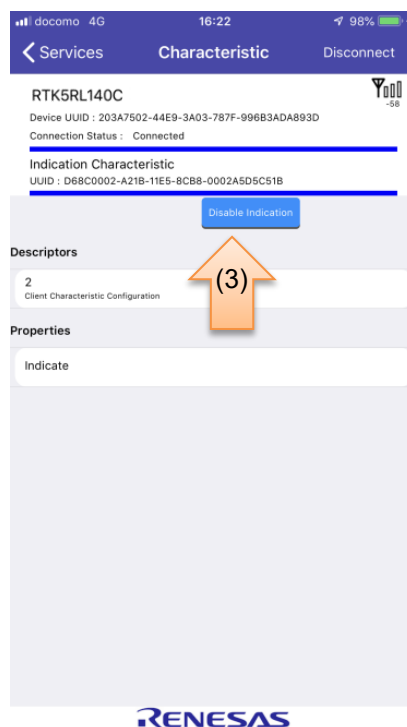 docomo 4G 16:22 98%
Services Characteristic Disconnect
RTK5RL140C
-58
Device UUID : 203A7502-44E9-3A03-787F-996B3ADA893D
Connection Status : Connected
Indication Characteristic
UUID : D68C0002-A21B-11E5-8CB8-0002A5D5C51B
Disable Indication
(3)
Descriptors
2
Client Characteristic Configuration
Properties
Indicate
RENESAS